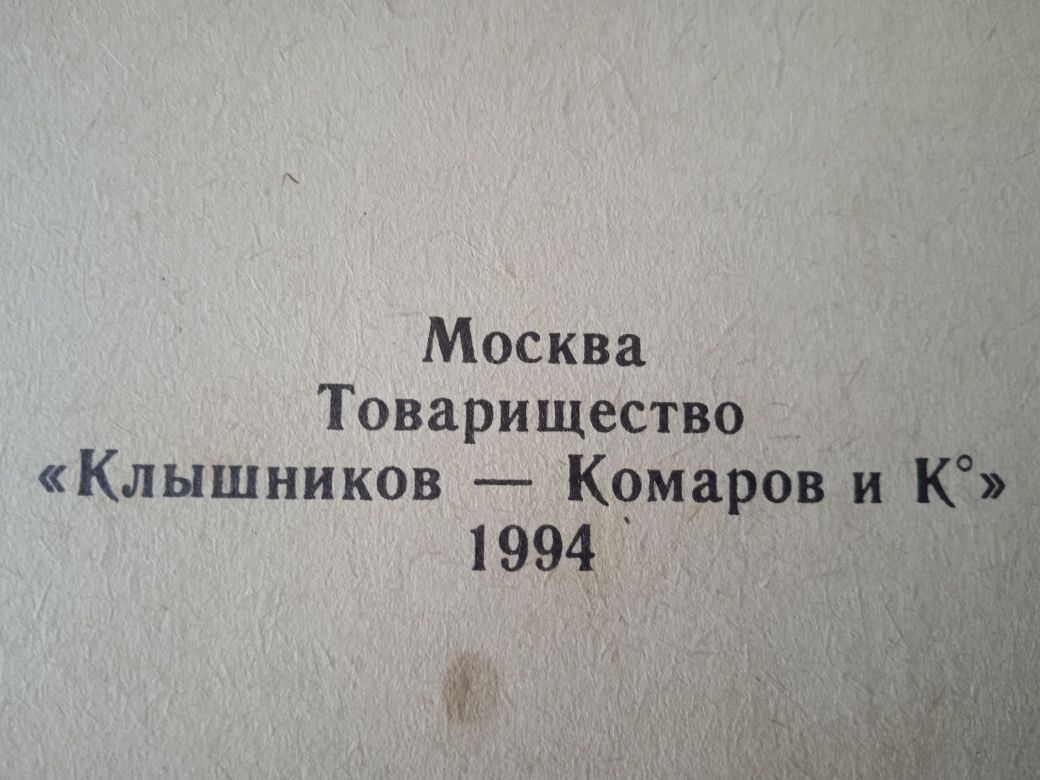 Москва
Товарищество
«Клышников — Комаров и К°»
1994